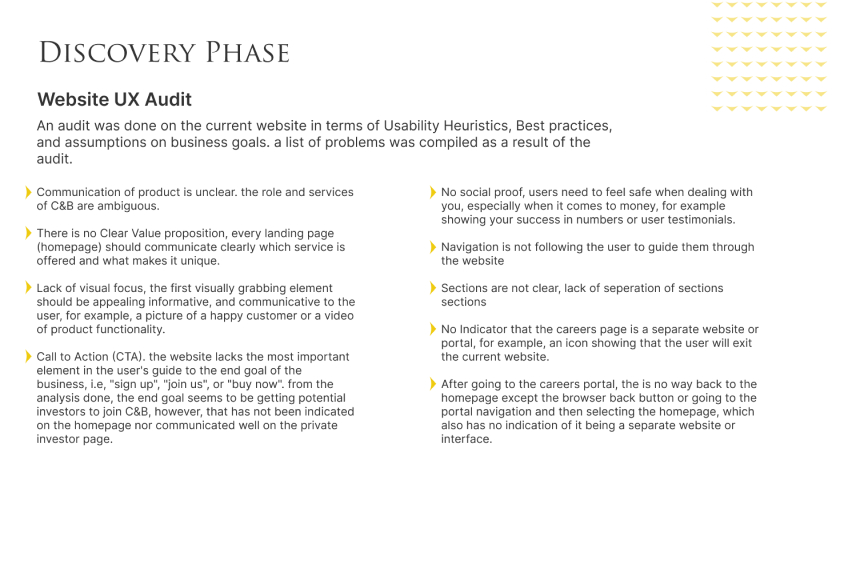 Discovery Phase
Website UX Audit
An audit was done on the current website in terms of Usability Heuristics, Best practices,
and assumptions on business goals. a list of problems was compiled as a result of the
audit.
Communication of product is unclear. the role and services
of C&B are ambiguous.
There is no Clear Value proposition, every landing page
(homepage) should communicate clearly which service is
offered and what makes it unique.
Lack of visual focus, the first visually grabbing element
should be appealing informative, and communicative to the
user, for example, a picture of a happy customer or a video
of product functionality.
Call to Action (CTA). the website lacks the most important
element in the user's guide to the end goal of the
business, i.e, "sign up", "join us", or "buy now". from the
analysis done, the end goal seems to be getting potential
investors to join C&B, however, that has not been indicated
on the homepage nor communicated well on the private
investor page.
No social proof, users need to feel safe when dealing with
you, especially when it comes to money, for example
showing your success in numbers or user testimonials.
Navigation is not following the user to guide them through
the website
Sections are not clear, lack of seperation of sections
sections
No Indicator that the careers page is a separate website or
portal, for example, an icon showing that the user will exit
the current website.
After going to the careers portal, the is no way back to the
homepage except the browser back button or going to the
portal navigation and then selecting the homepage, which
also has no indication of it being a separate website or
interface.